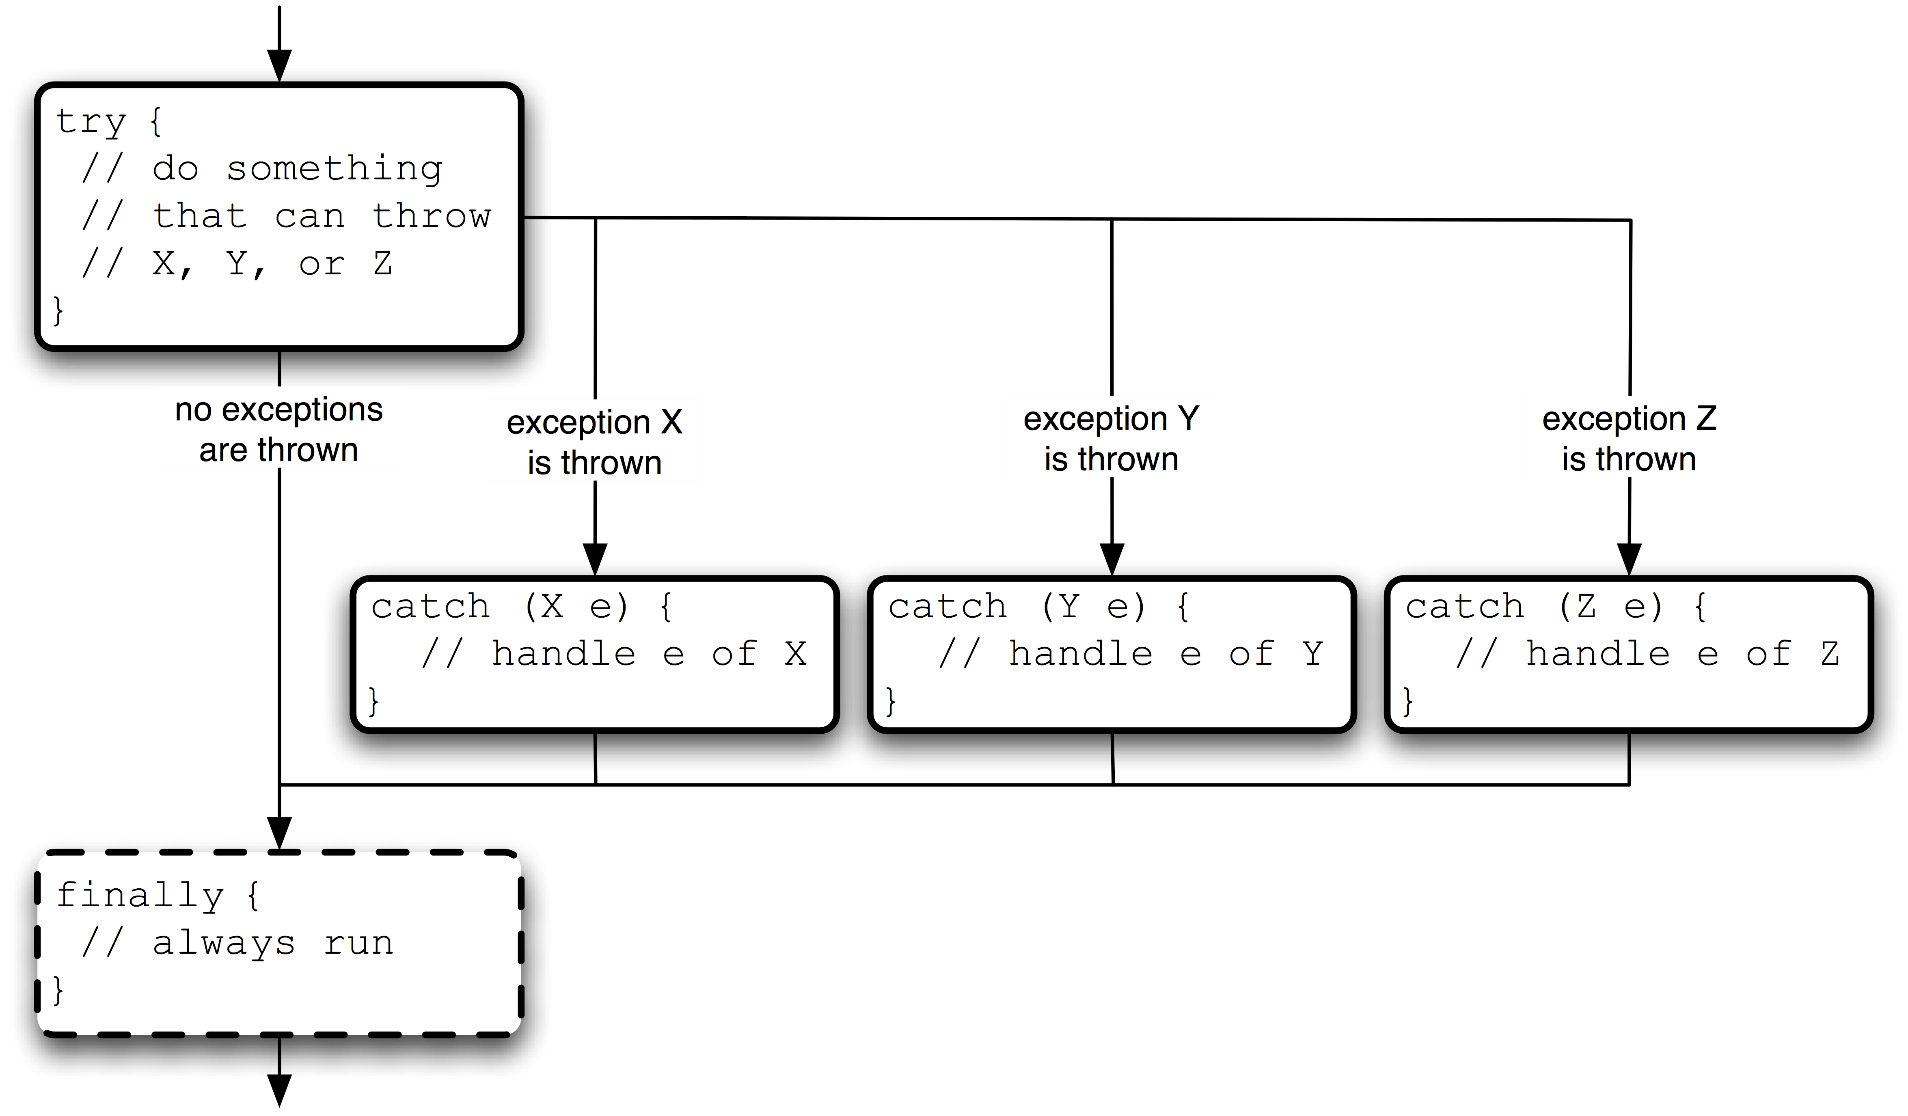 try {
// do something
// that can throw
// X, Y, or Z
}
no exceptions
are thrown
exception X
is thrown
exception Y
is thrown
exception Z
is thrown
catch (X e) {
// handle e of X
}
catch (Y e) {
// handle e of Y
}
catch (Z e) {
// handle e of Z
}
finally {
// always run
}